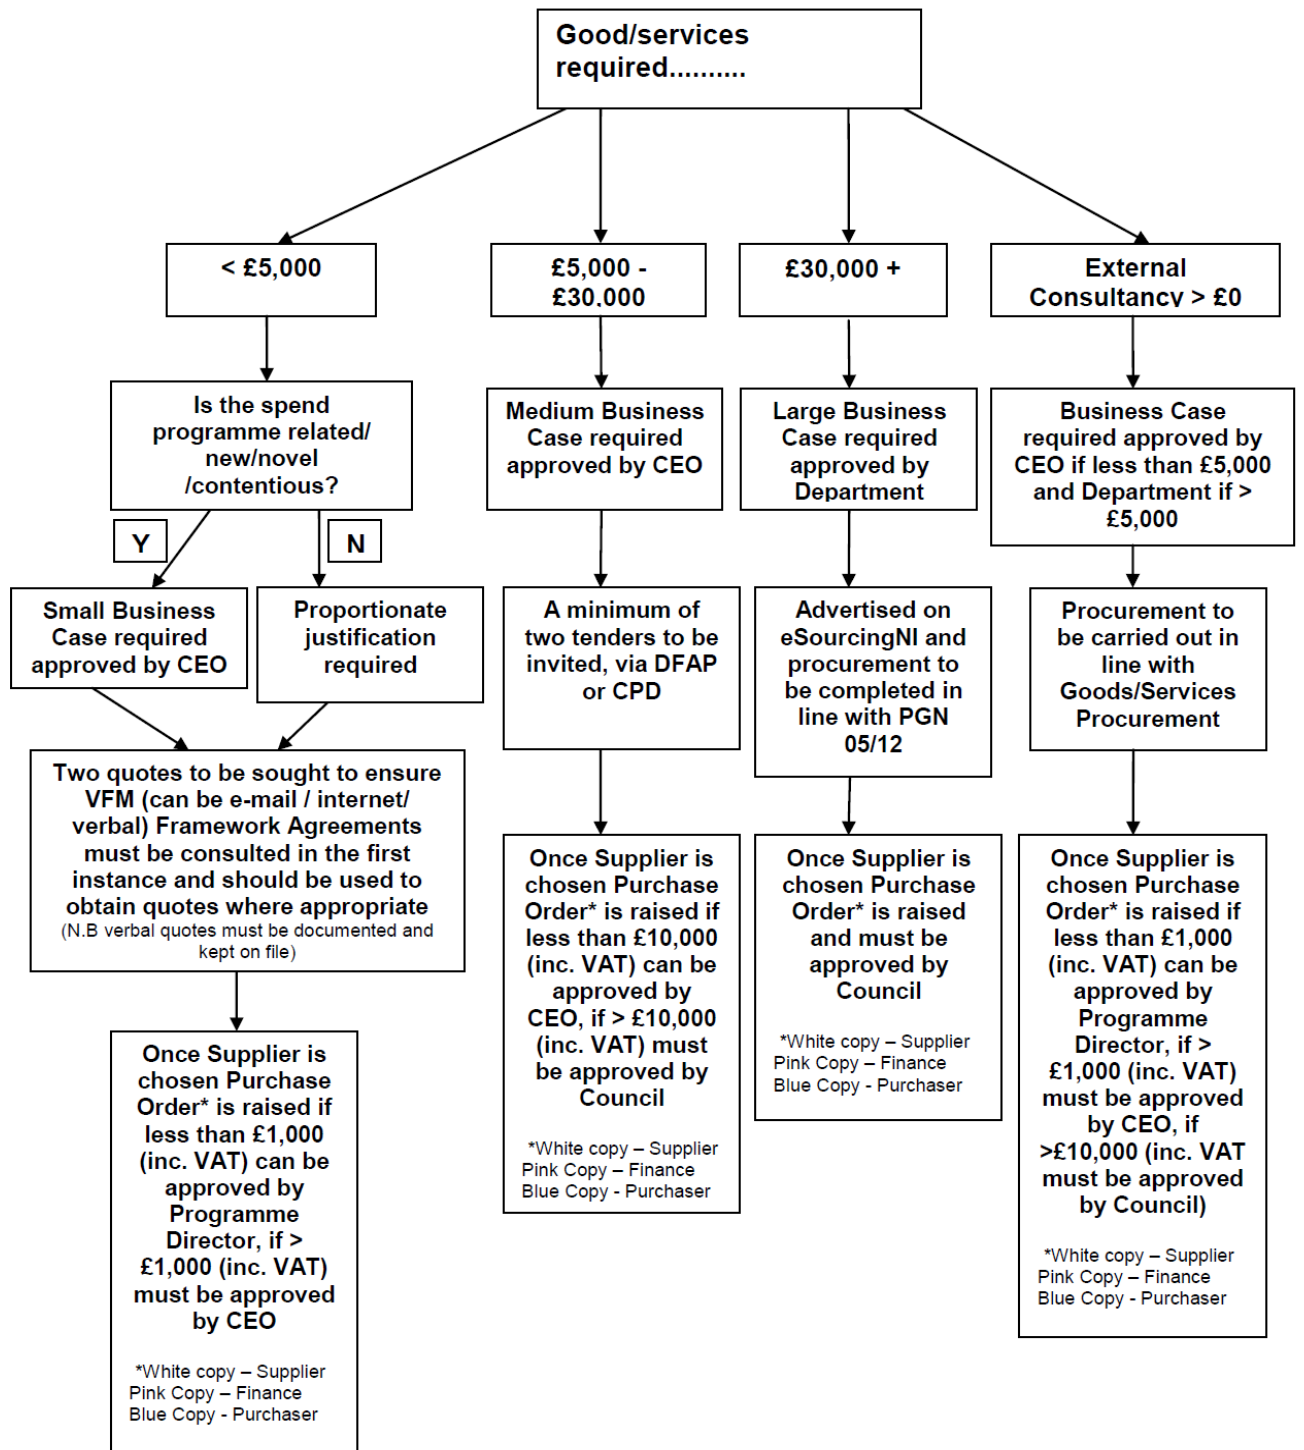 Good/services
required..........
< £5,000
£5,000 -
£30,000
£30,000 +
External
Consultancy > £0
Is the spend
programme related/
new/novel
/contentious?
Medium Business
Case required
approved by CEO
Large Business
Case required
approved by
Department
Business Case
required approved by
CEO if less than £5,000
and Department if >
£5,000
Y
N
Small Business
Case required
approved by CEO
Proportionate
justification
required
A minimum of
two tenders to be
invited, via DFAP
or CPD
Advertised on
eSourcingNI and
procurement to
be completed in
line with PGN
05/12
Procurement to
be carried out in
line with
Goods/Services
Procurement
Two quotes to be sought to ensure
VFM (can be e-mail / internet/
verbal) Framework Agreements
must be consulted in the first
instance and should be used to
obtain quotes where appropriate
(N.B verbal quotes must be documented and
kept on file)
Once Supplier is
chosen Purchase
Order* is raised if
less than £10,000
(inc. VAT) can be
approved by
CEO, if > £10,000
(inc. VAT) must
be approved by
Council
*White copy – Supplier
Pink Copy – Finance
Blue Copy - Purchaser
Once Supplier is
chosen Purchase
Order* is raised
and must be
approved by
Council
*White copy – Supplier
Pink Copy – Finance
Blue Copy - Purchaser
Once Supplier is
chosen Purchase
Order* is raised if
less than £1,000
(inc. VAT) can be
approved by
Programme
Director, if >
£1,000 (inc. VAT)
must be approved
by CEO, if
>£10,000 (inc. VAT
must be approved
by Council)
*White copy – Supplier
Pink Copy – Finance
Blue Copy - Purchaser
Once Supplier is
chosen Purchase
Order* is raised if
less than £1,000
(inc. VAT) can be
approved by
Programme
Director, if >
£1,000 (inc. VAT)
must be approved
by CEO
*White copy – Supplier
Pink Copy – Finance
Blue Copy - Purchaser